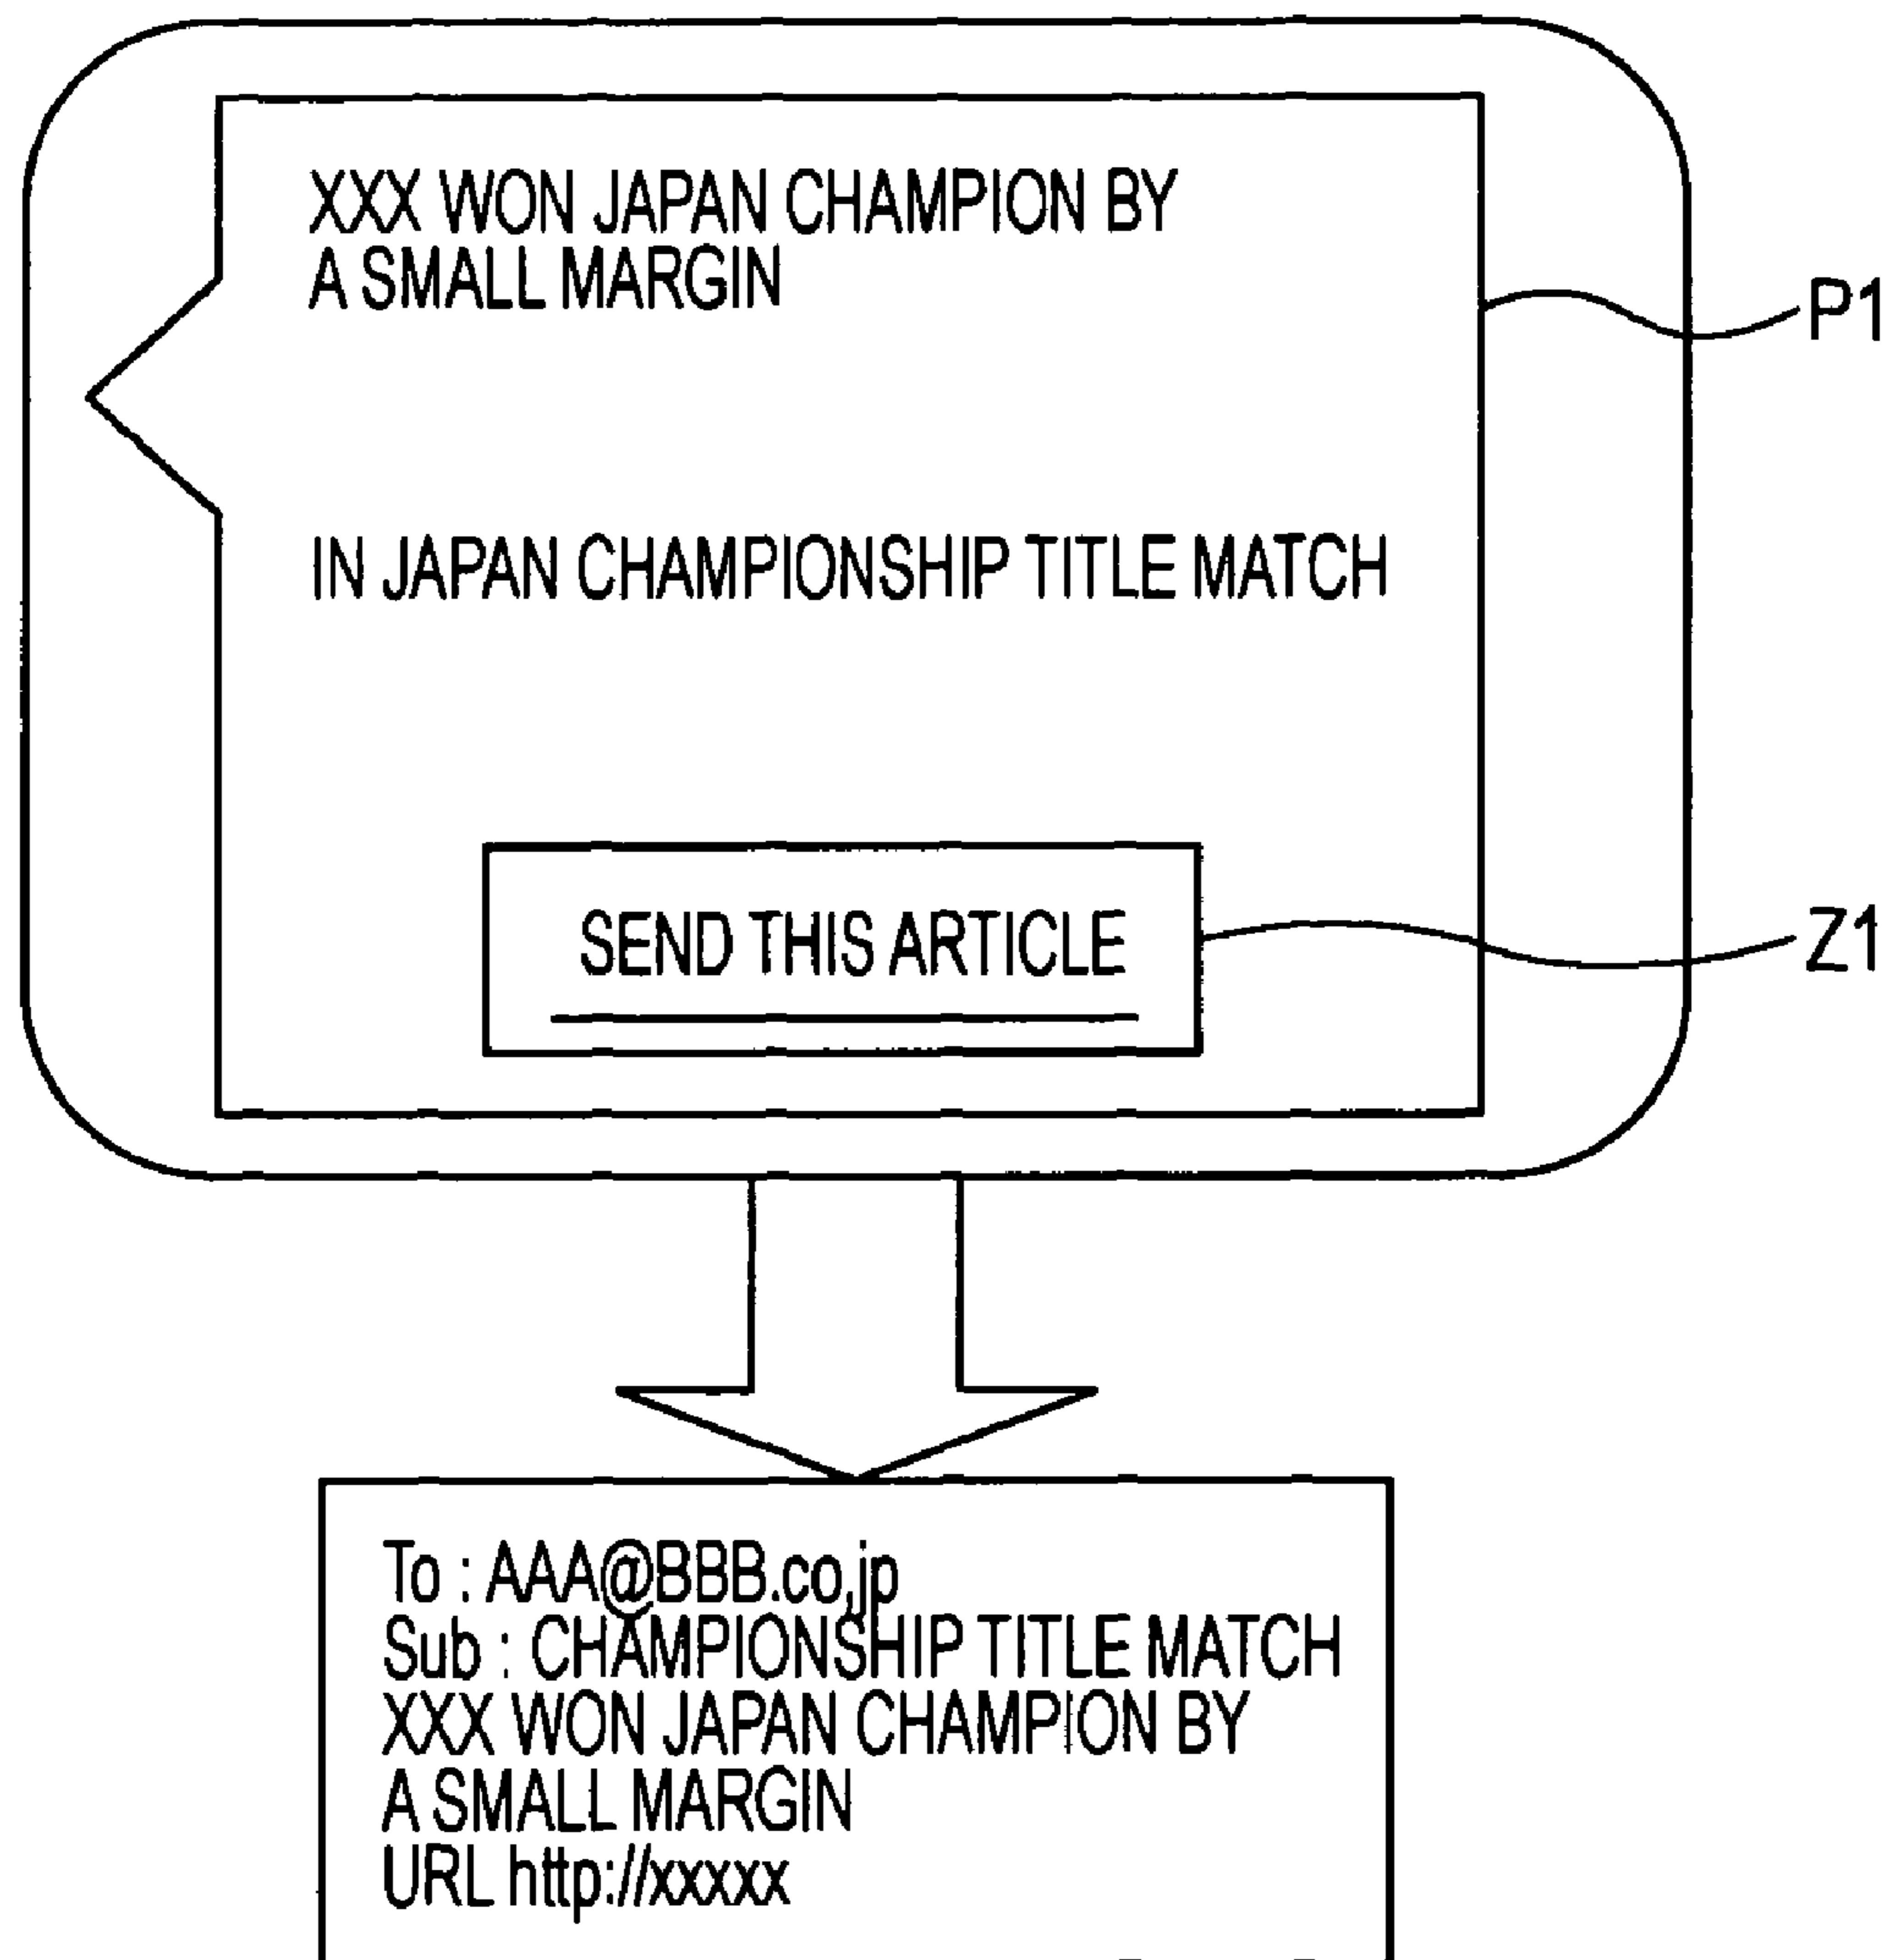 XXX WON JAPAN CHAMPION BY
A SMALL MARGIN
P1
IN JAPAN CHAMPIONSHIP TITLE MATCH
SEND THIS ARTICLE
Z1
To : AAA@BBB.co.jp
Sub : CHAMPIONSHIP TITLE MATCH
XXX WON JAPAN CHAMPION BY
A SMALL MARGIN
URL http://xxxxx